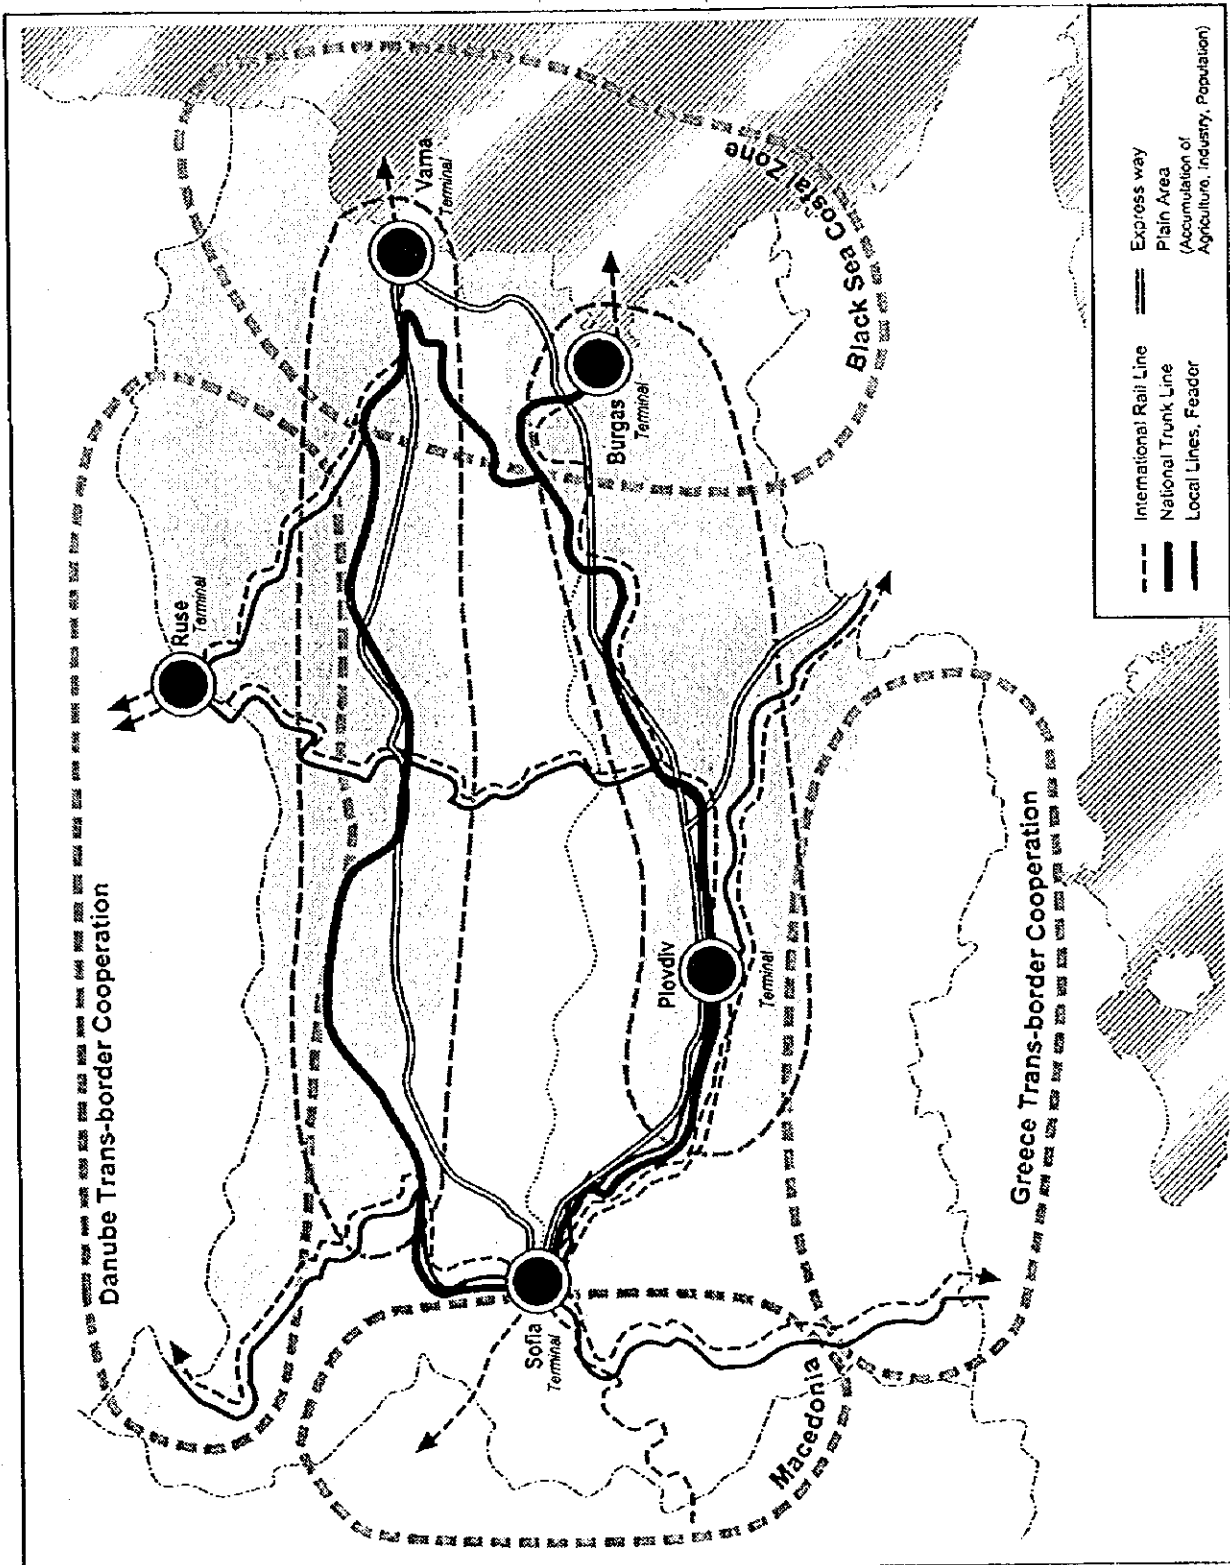 Danube Trans-border Cooperation
Ruse
Terminal
Varna
Terminal
Burgas
Terminal
Black Sea Costal Zone
Plovdiv
Terminal
Sofia
Terminal
Macedonia
Greece Trans-border Cooperation
International Rail Line
National Trunk Line
Local Lines, Feador
Express way
Plain Area
(Accumulation of
Agriculture, Industry, Population)